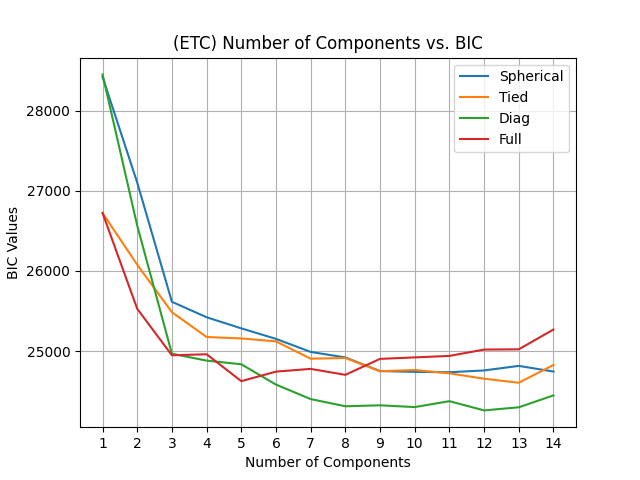 (ETC) Number of Components vs. BIC
Spherical
Tied
Diag
Full
28000
27000
26000
25000
BIC Values
1 2 3 4 5 6 7 8 9 10 11 12 13 14
Number of Components